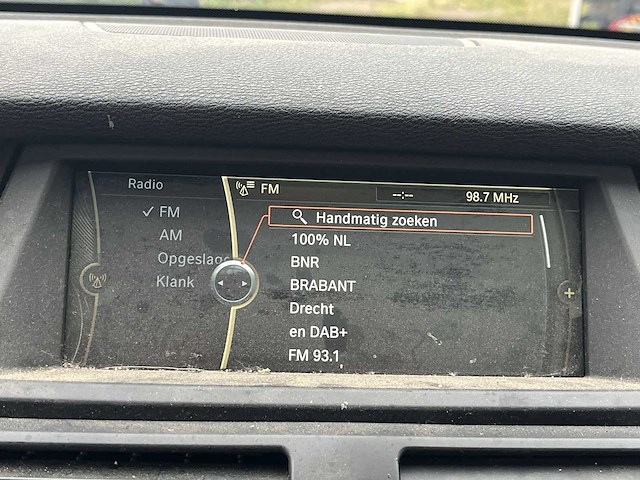 Radio
FM
AM
Opgeslage
Klank
FM
--:--
98.7 MHz
Handmatig zoeken
100% NL
BNR
BRABANT
Drecht
en DAB+
FM 93.1